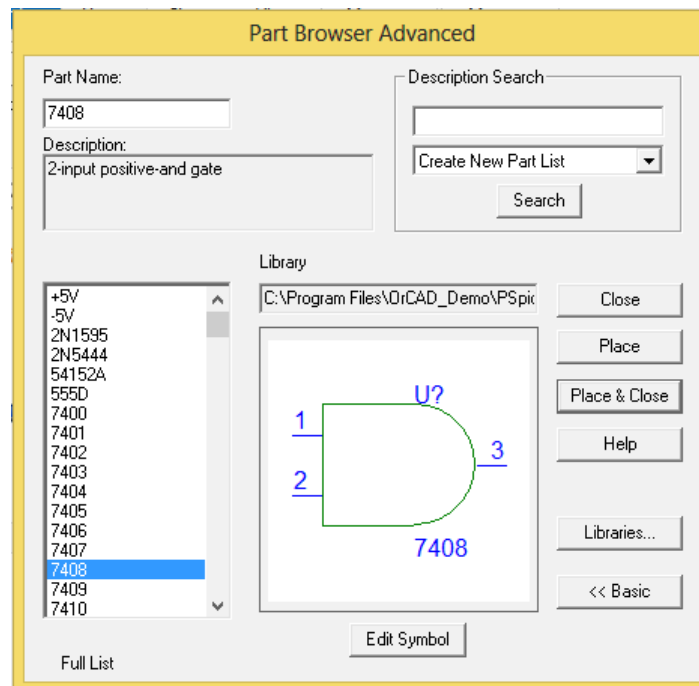 Part Browser Advanced
Part Name:
7408
Description:
2-input positive-and gate
Description Search
Create New Part List
Search
Library
C:\Program Files\OrCAD_Demo\PSpic
+5V
-5V
2N1595
2N5444
54152A
555D
7400
7401
7402
7403
7404
7405
7406
7407
7408
7409
7410
Full List
U?
1
2
3
7408
Edit Symbol
Close
Place
Place & Close
Help
Libraries...
<< Basic